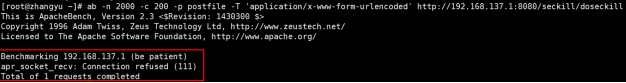 [root@zhangyu /]# ab -n 2000 -c 200 -p postfile -T 'application/x-www-form-urlencoded' http://192.168.137.1:8080/seckill/doseckill
This is ApacheBench, Version 2.3 <$Revision: 1430300 $>
Copyright 1996 Adam Twiss, Zeus Technology Ltd, http://www.zeustech.net/
Licensed to The Apache Software Foundation, http://www.apache.org/
Benchmarking 192.168.137.1 (be patient)
apr_socket_recv: Connection refused (111)
Total of 1 requests completed